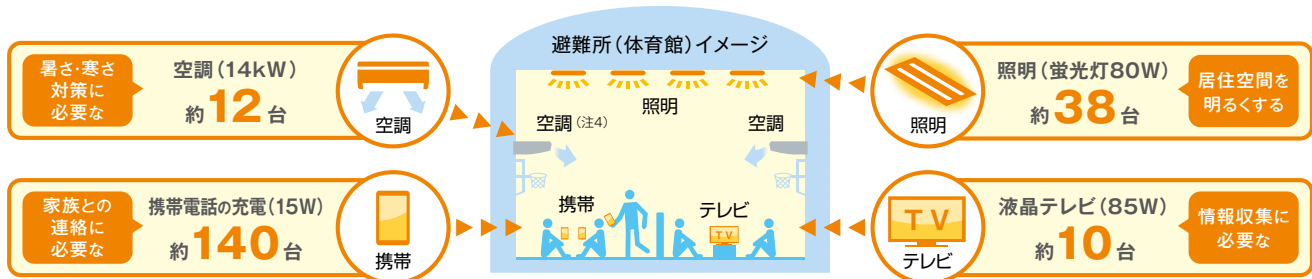 避難所（体育館）イメージ
暑さ・寒さ
対策に
必要な
空調（14kW）
約12台
空調
照明
空調（注4）
空調
照明
照明（蛍光灯80W）
約38台
居住空間を
明るくする
家族との
連絡に
必要な
携帯電話の充電（15W）
約140台
携帯
携帯
テレビ
TV
TV
テレビ
液晶テレビ（85W）
約10台
情報収集に
必要な